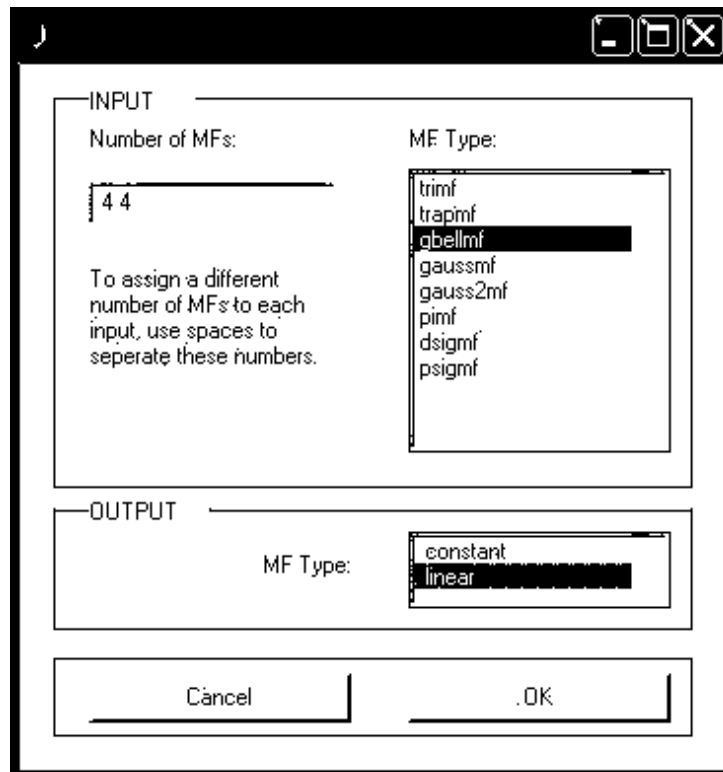 INPUT
Number of MFs:
MF Type:
4 4
To assign a different
number of MFs to each
input, use spaces to
seperate these numbers.
trimf
trapmf
gbellmf
gaussmf
gauss2mf
pimf
dsigmf
psigmf
OUTPUT
MF Type:
constant
linear
Cancel
OK